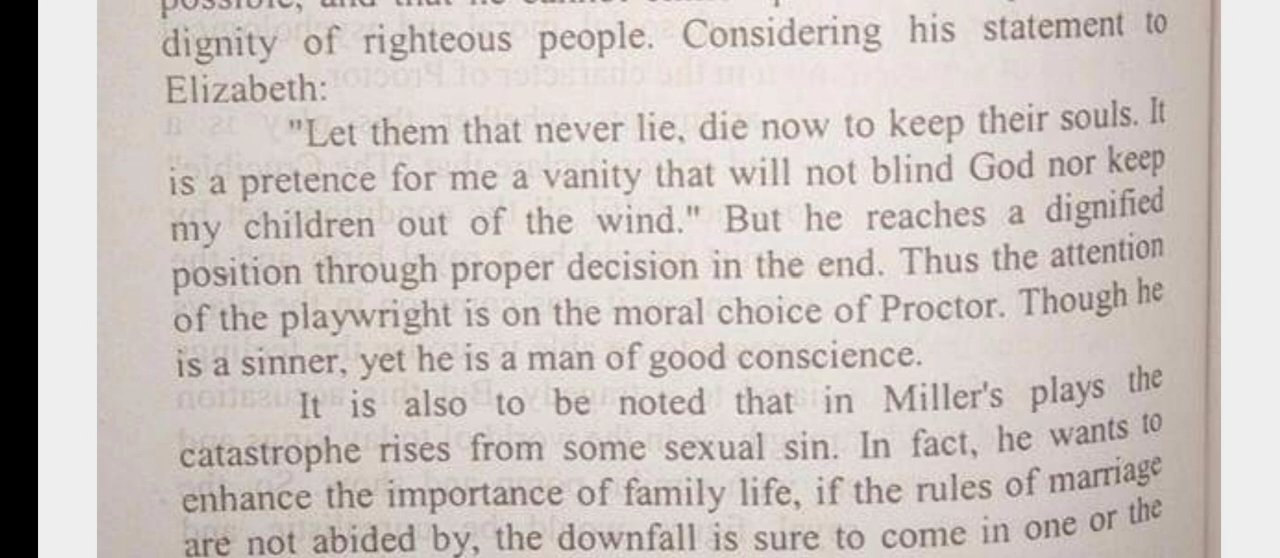 dignity of righteous people. Considering his statement to
Elizabeth:
"Let them that never lie, die now to keep their souls. It
is a pretence for me a vanity that will not blind God nor keep
my children out of the wind." But he reaches a dignified
position through proper decision in the end. Thus the attention
of the playwright is on the moral choice of Proctor. Though he
is a sinner, yet he is a man of good conscience.
It is also to be noted that in Miller's plays the
catastrophe rises from some sexual sin. In fact, he wants to
enhance the importance of family life, if the rules of marriage
are not abided by, the downfall is sure to come in one or the